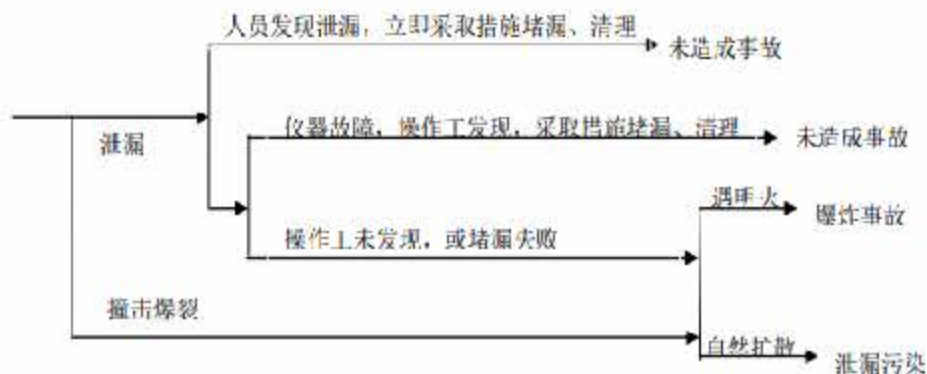 人员发现泄漏，立即采取措施堵漏、清理
未造成事故
泄漏
仪器故障，操作工发现，采取措施堵漏、清理
未造成事故
遇明火
爆炸事故
操作工未发现，或堵漏失败
撞击爆裂
自然扩散
泄漏污染